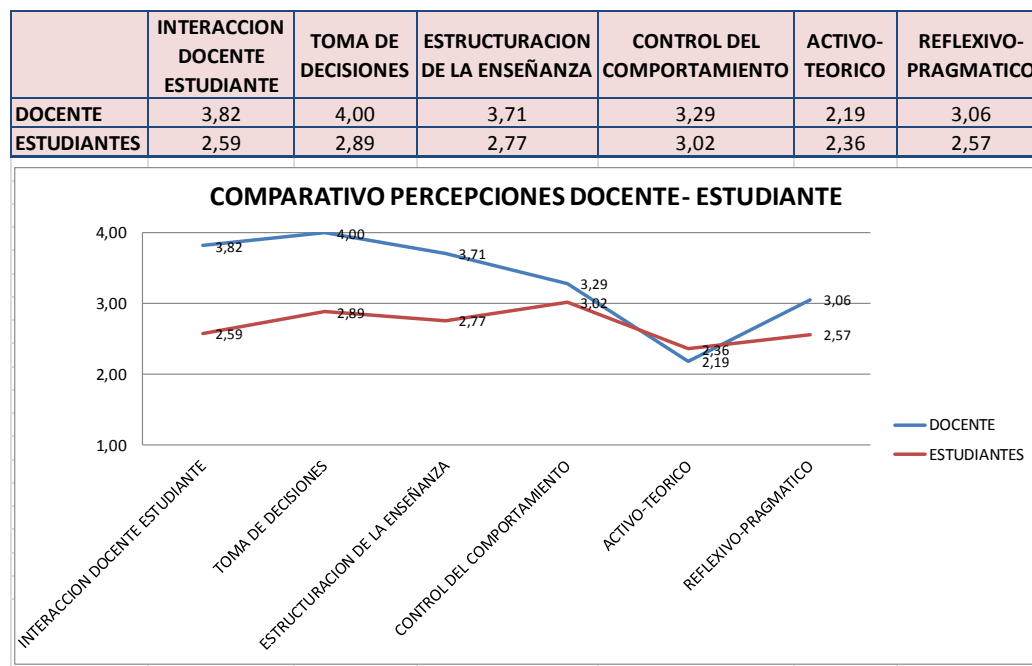 INTERACCION DOCENTE ESTUDIANTE
TOMA DE DECISIONES
ESTRUCTURACION DE LA ENSEÑANZA
CONTROL DEL COMPORTAMIENTO
ACTIVO-TEORICO
REFLEXIVO-PRAGMATICO
DOCENTE 3,82 4,00 3,71 3,29 2,19 3,06
ESTUDIANTES 2,59 2,89 2,77 3,02 2,36 2,57
COMPARATIVO PERCEPCIONES DOCENTE- ESTUDIANTE
4,00
3,00
2,00
1,00
3,82
4,00
3,71
3,29
2,19
3,06
2,59
2,89
2,77
3,02
2,36
2,57
DOCENTE
ESTUDIANTES
INTERACCION DOCENTE ESTUDIANTE
TOMA DE DECISIONES
ESTRUCTURACION DE LA ENSEÑANZA
CONTROL DEL COMPORTAMIENTO
ACTIVO-TEORICO
REFLEXIVO-PRAGMATICO